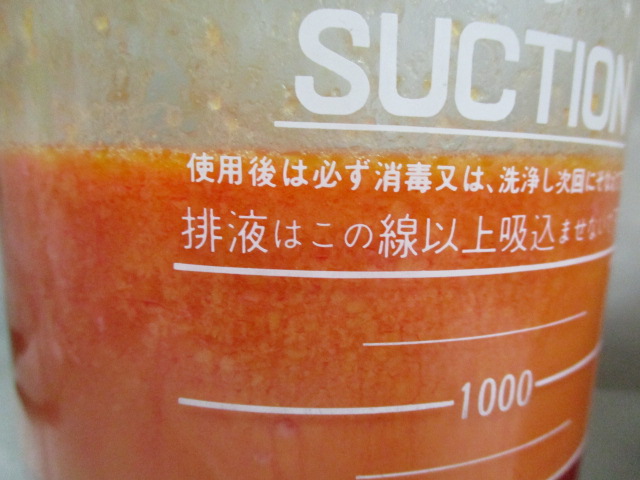 SUCTION
使用後は必ず消毒又は、洗浄し次回にそ
排液はこの線以上吸込ませない
1000